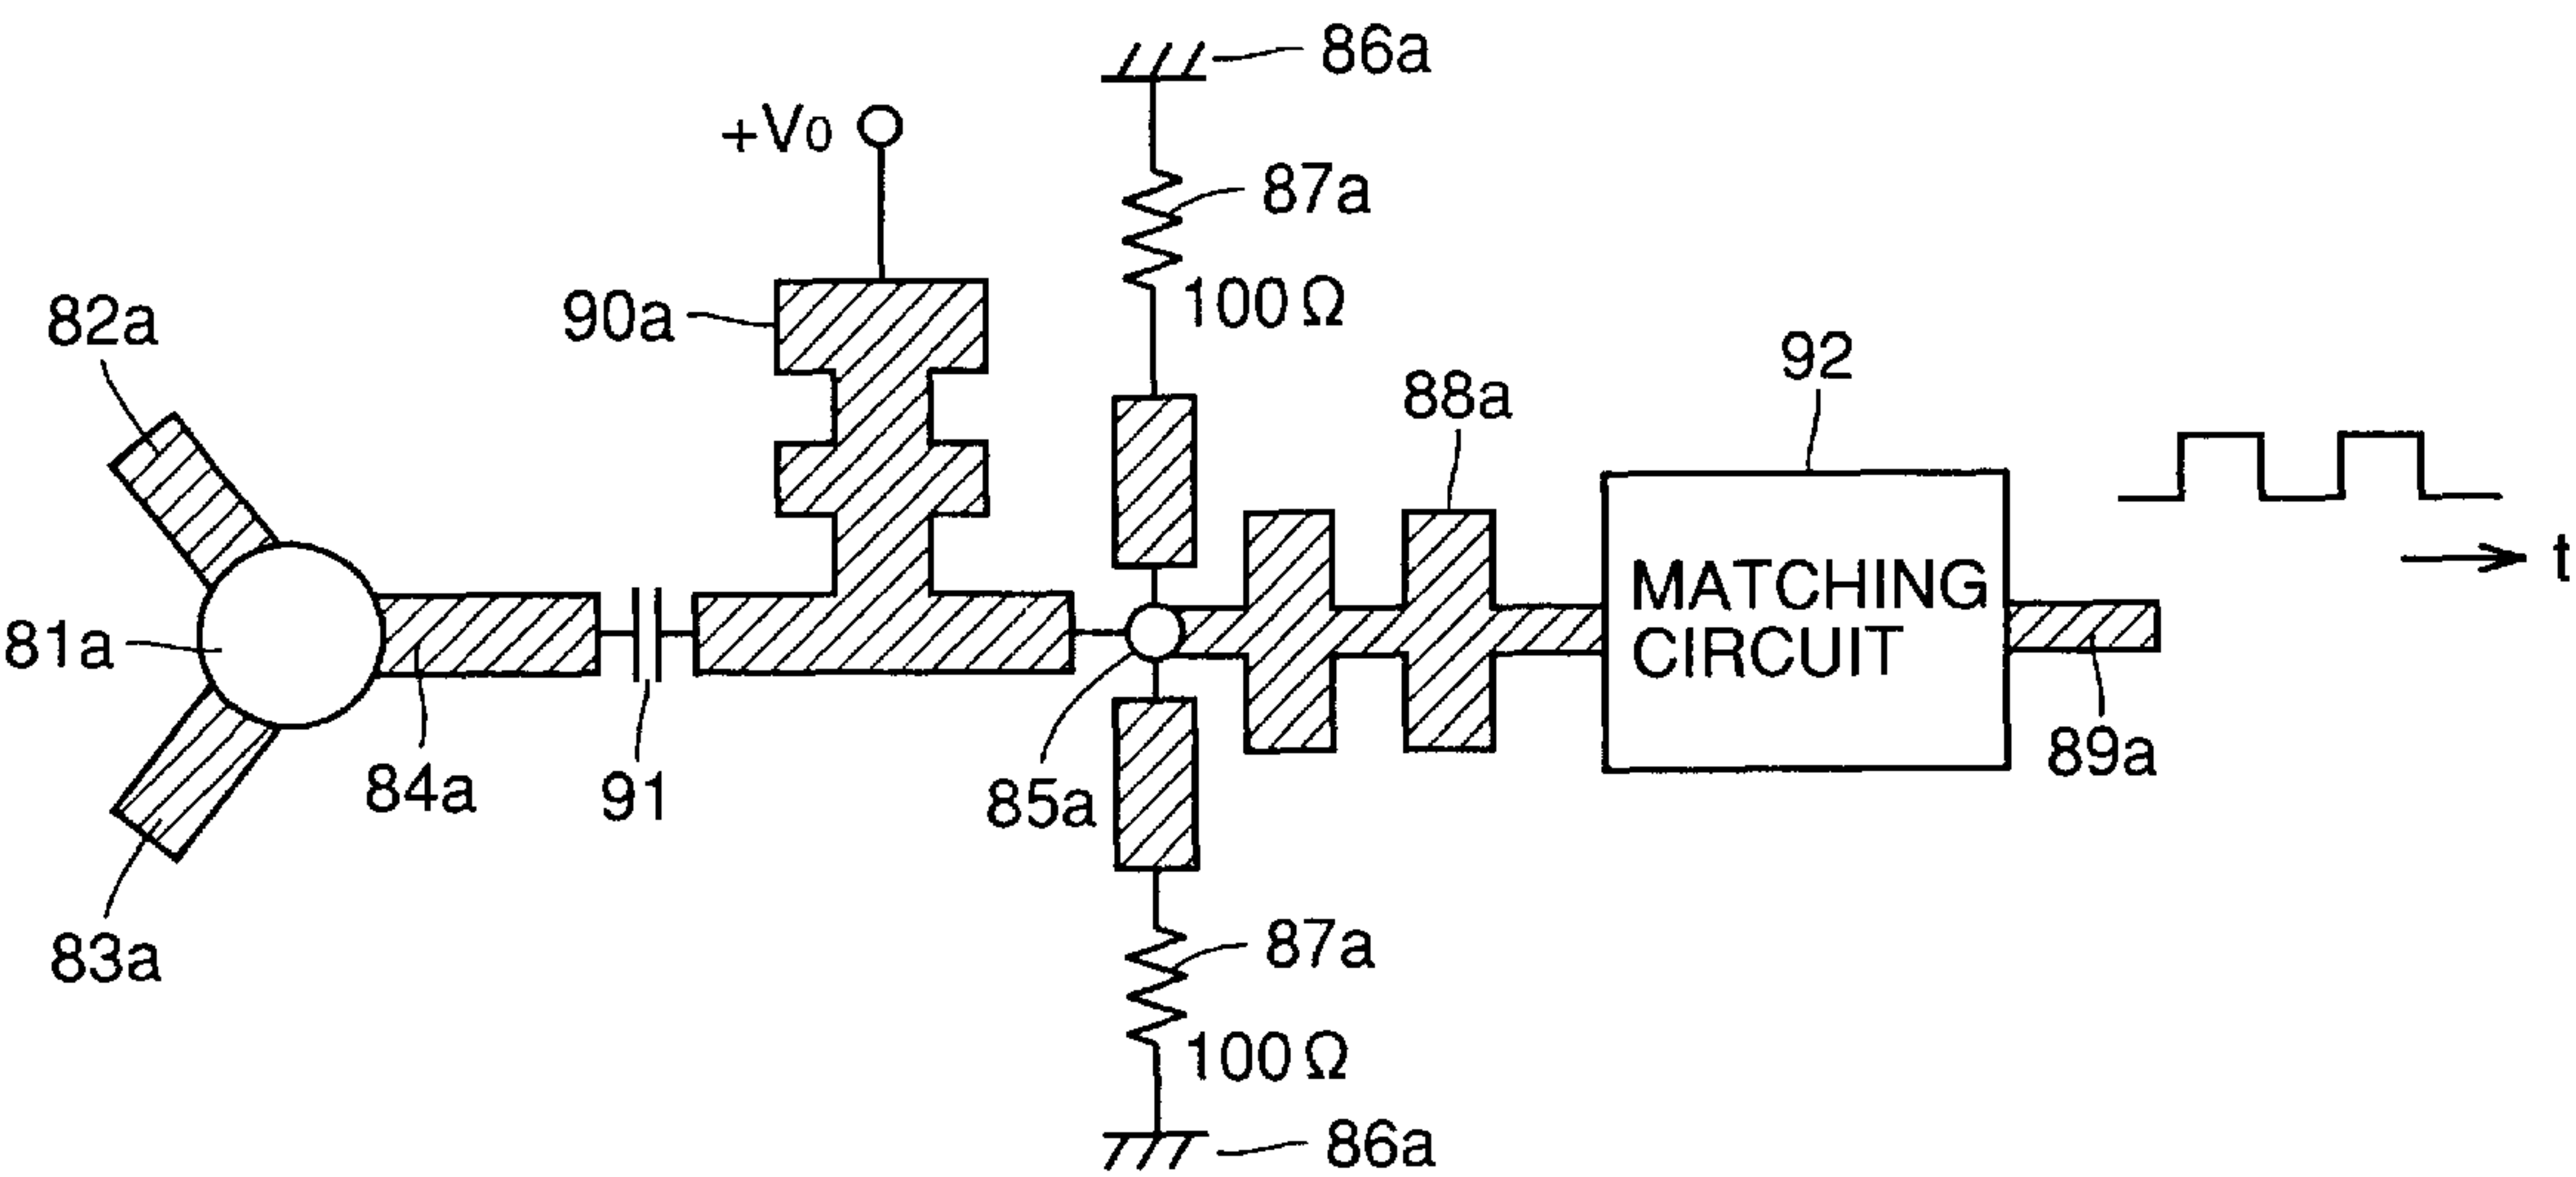 86a
+V0
87a
100Ω
82a
90a
92
88a
MATCHING
CIRCUIT
t
81a
84a
91
85a
89a
83a
87a
100Ω
86a